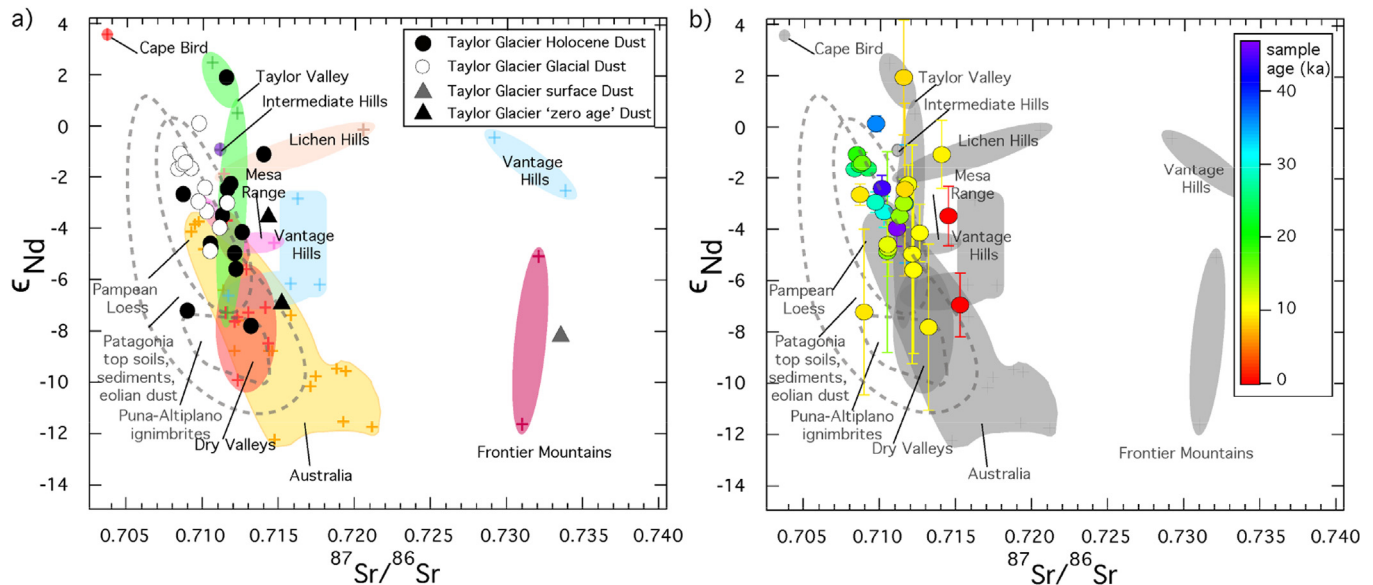 a)
4
2
0
-2
-4
-6
-8
-10
-12
-14
εNd
0.705
0.710
0.715
0.720
0.725
0.730
0.735
0.740
87Sr/86Sr
Cape Bird
Taylor Valley
Intermediate Hills
Lichen Hills
Mesa
Range
Vantage
Hills
Vantage
Hills
Pampean
Loess
Patagonia
top soils,
sediments,
eolian dust
Puna-Altiplano
ignimbrites
Dry Valleys
Australia
Frontier Mountains
Taylor Glacier Holocene Dust
Taylor Glacier Glacial Dust
Taylor Glacier surface Dust
Taylor Glacier 'zero age' Dust
b)
4
2
0
-2
-4
-6
-8
-10
-12
-14
εNd
0.705
0.710
0.715
0.720
0.725
0.730
0.735
0.740
87Sr/86Sr
Cape Bird
Taylor Valley
Intermediate Hills
Lichen Hills
Mesa
Range
Vantage
Hills
Vantage
Hills
Pampean
Loess
Patagonia
top soils,
sediments,
eolian dust
Puna-Altiplano
ignimbrites
Dry Valleys
Australia
Frontier Mountains
sample
age (ka)
40
30
20
10
0